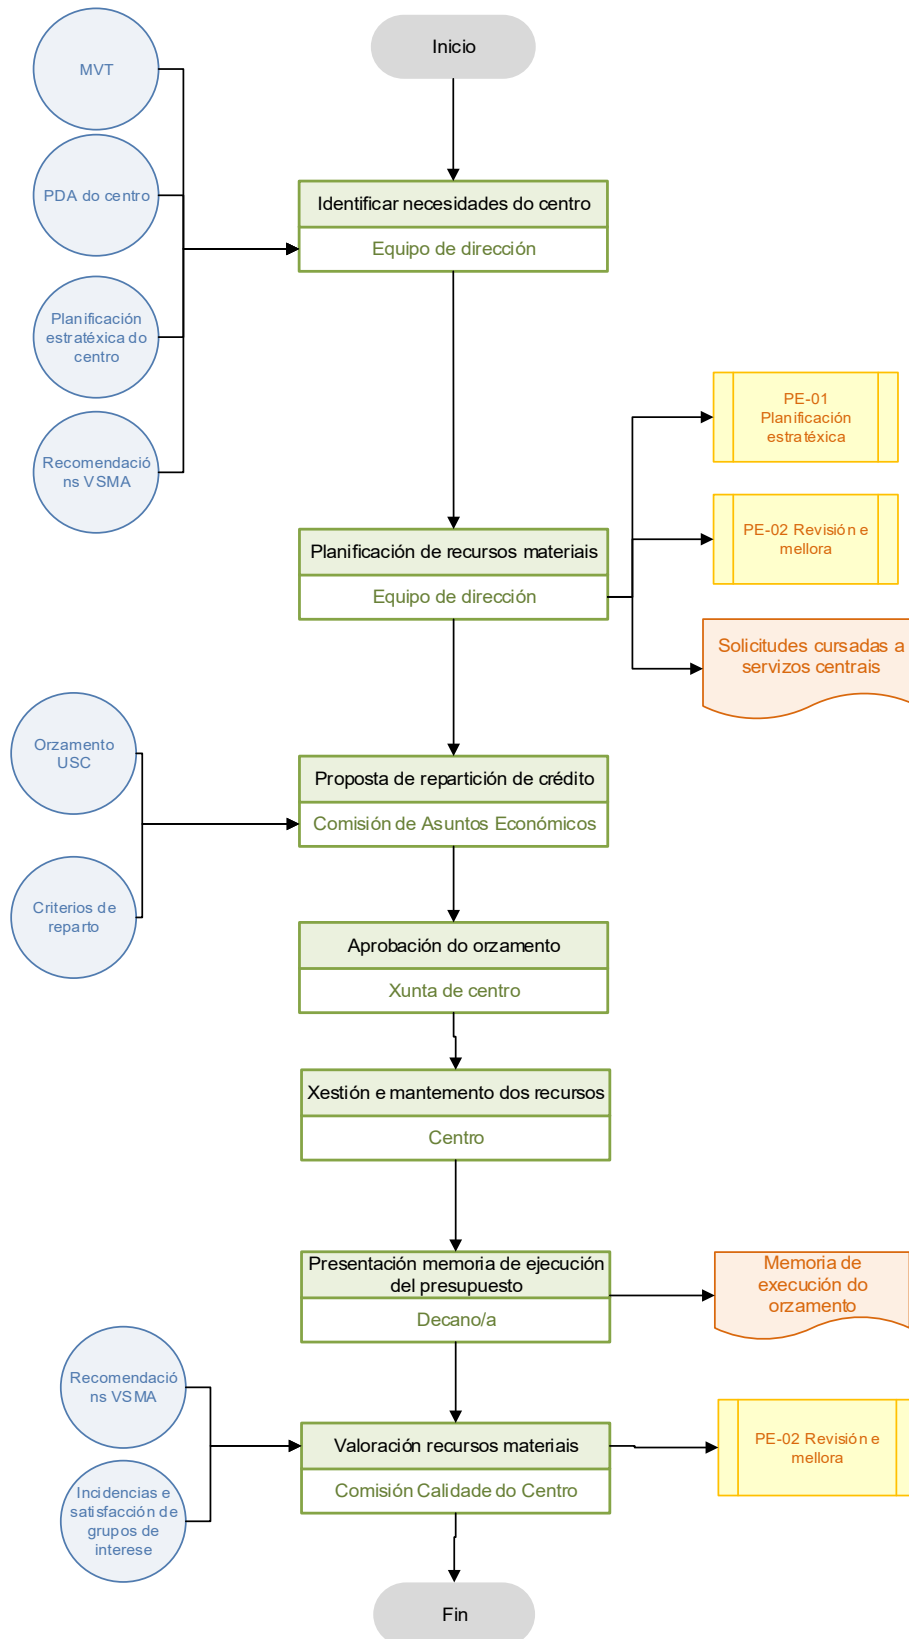 Inicio
MVT
PDA do centro
Planificación
estratéxica do
centro
Recomendació
ns VSMA
Identificar necesidades do centro
Equipo de dirección
PE-01
Planificación
estratéxica
PE-02 Revisión e
mellora
Solicitudes cursadas a
servizos centrais
Planificación de recursos materiais
Equipo de dirección
Orzamento
USC
Criterios de
reparto
Proposta de repartición de crédito
Comisión de Asuntos Económicos
Aprobación do orzamento
Xunta de centro
Xestión e mantemento dos recursos
Centro
Presentación memoria de ejecución
del presupuesto
Decano/a
Memoria de
execución do
orzamento
Recomendació
ns VSMA
Incidencias e
satisfacción de
grupos de
interese
Valoración recursos materiais
Comisión Calidade do Centro
PE-02 Revisión e
mellora
Fin